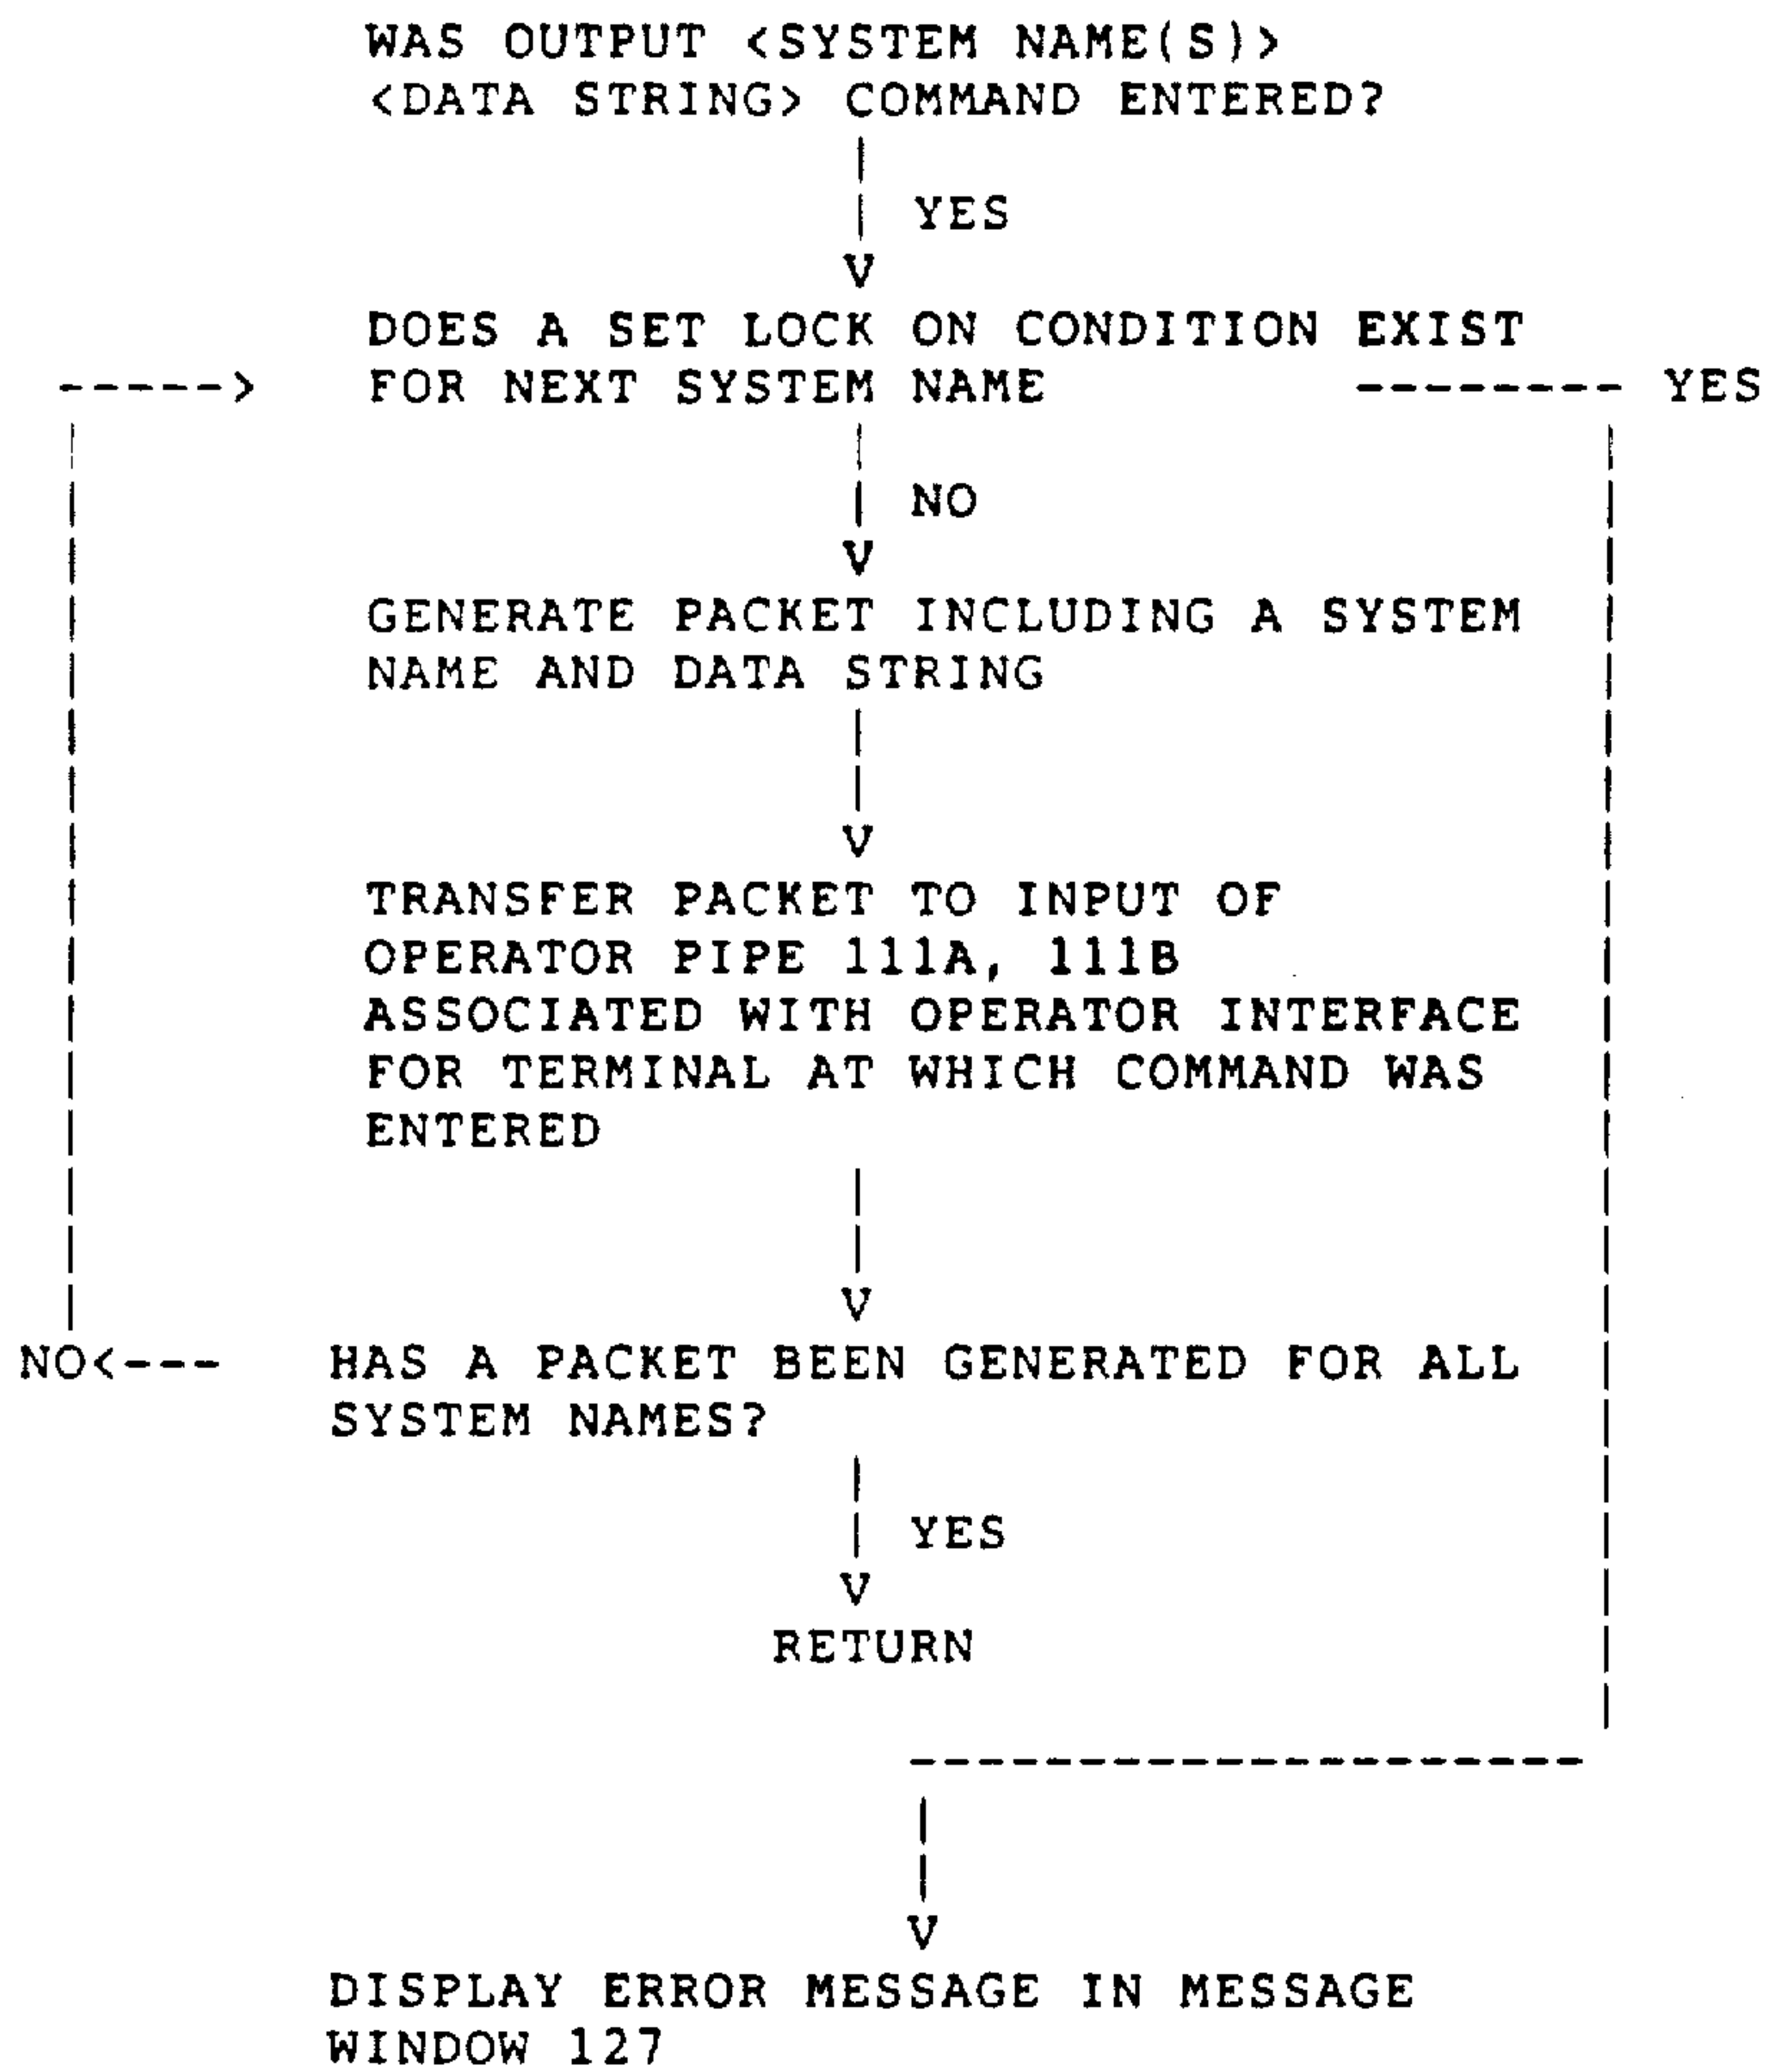 WAS OUTPUT <SYSTEM NAME(S)>
<DATA STRING> COMMAND ENTERED?
YES
V
DOES A SET LOCK ON CONDITION EXIST
-----> FOR NEXT SYSTEM NAME -------- YES
NO
V
GENERATE PACKET INCLUDING A SYSTEM
NAME AND DATA STRING
V
TRANSFER PACKET TO INPUT OF
OPERATOR PIPE 111A, 111B
ASSOCIATED WITH OPERATOR INTERFACE
FOR TERMINAL AT WHICH COMMAND WAS
ENTERED
V
NO<--- HAS A PACKET BEEN GENERATED FOR ALL
SYSTEM NAMES?
YES
V
RETURN
V
DISPLAY ERROR MESSAGE IN MESSAGE
WINDOW 127